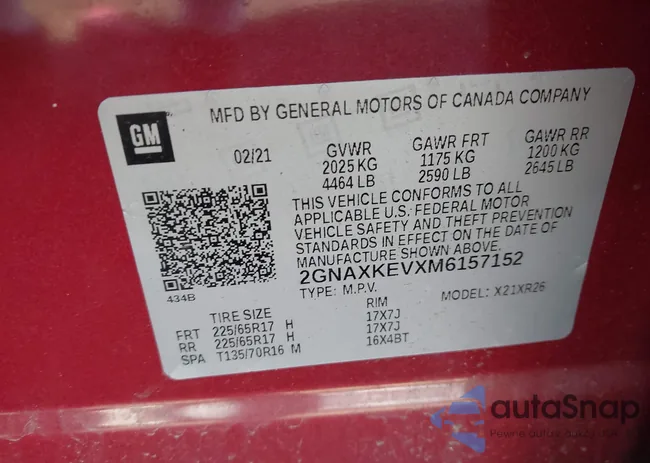 GM
MFD BY GENERAL MOTORS OF CANADA COMPANY
02/21
GVWR GAWR FRT GAWR RR
2025 KG 1175 KG 1200 KG
4464 LB 2590 LB 2645 LB
THIS VEHICLE CONFORMS TO ALL
APPLICABLE U.S. FEDERAL MOTOR
VEHICLE SAFETY AND THEFT PREVENTION
STANDARDS IN EFFECT ON THE DATE OF
MANUFACTURE SHOWN ABOVE.
2GNAXKEVXM6157152
TYPE: M.P.V. MODEL: X21XR26
434B
TIRE SIZE RIM
FRT 225/65R17 H 17X7J
RR 225/65R17 H 17X7J
SPA T135/70R16 M 16X4BT
autaSnap
Pewne auta z